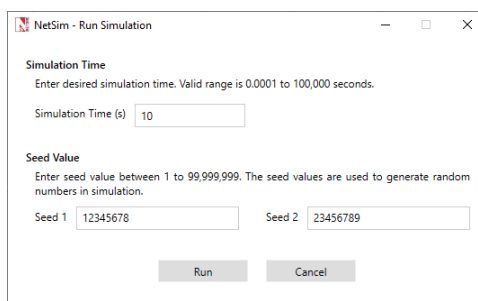 NetSim - Run Simulation
Simulation Time
Enter desired simulation time. Valid range is 0.0001 to 100,000 seconds.
Simulation Time (s) 10
Seed Value
Enter seed value between 1 to 99,999,999. The seed values are used to generate random
numbers in simulation.
Seed 1 12345678 Seed 2 23456789
Run Cancel